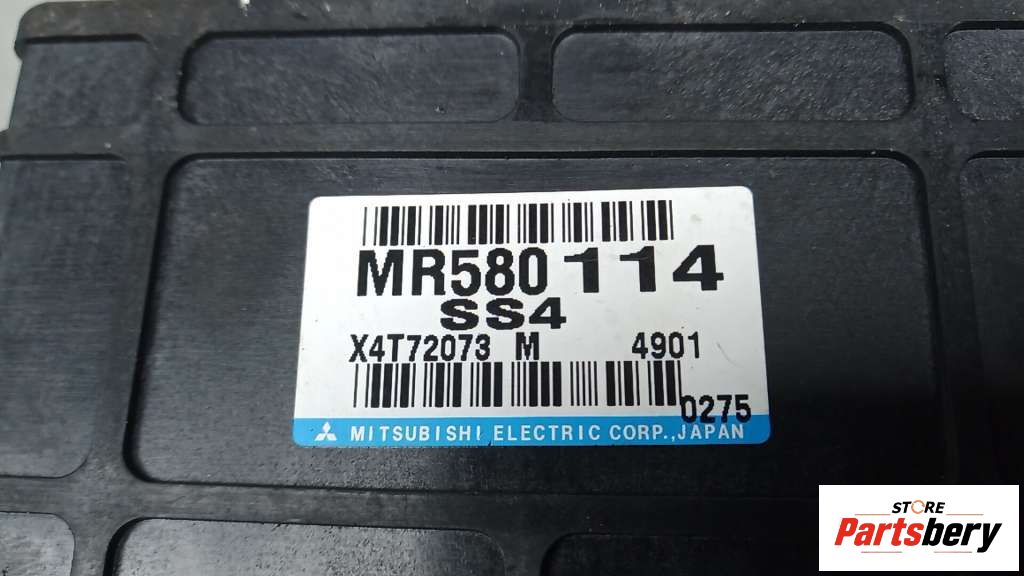 MR580 114
SS4
X4T72073 M 4901
0275
MITSUBISHI ELECTRIC CORP., JAPAN
STORE
Partsbery